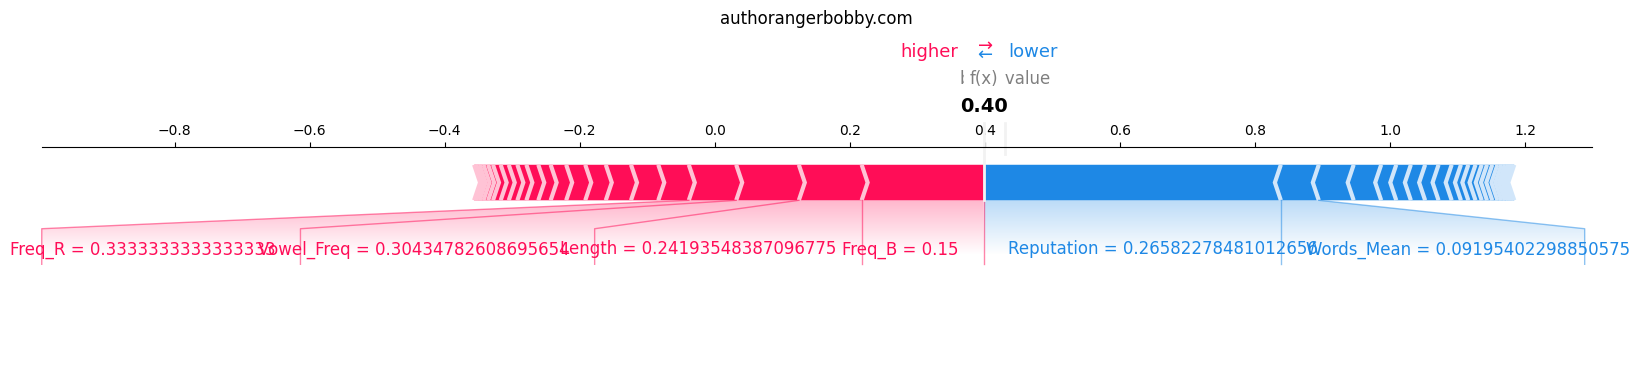 authorangerbobby.com
higher ⇄ lower
f(x) value
0.40
−0.8 −0.6 −0.4 −0.2 0.0 0.2 0.4 0.6 0.8 1.0 1.2
Freq_R = 0.3333333333333333 Vowel_Freq = 0.30434782608695654 Length = 0.24193548387096775 Freq_B = 0.15 Reputation = 0.26582278481012656 Words_Mean = 0.09195402298850575